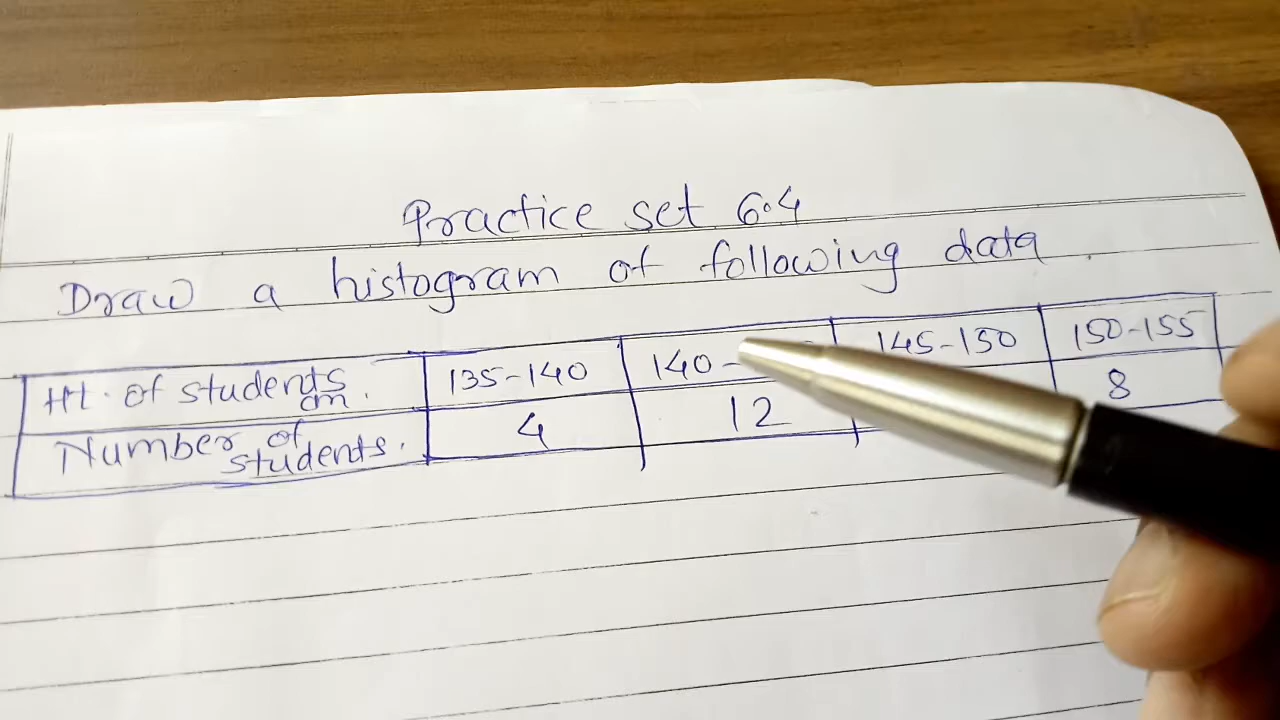 Practice set 6.4
Draw a histogram of following data.
Ht. of students cm. 135-140 140- 145-150 150-155
Number of students. 4 12 8